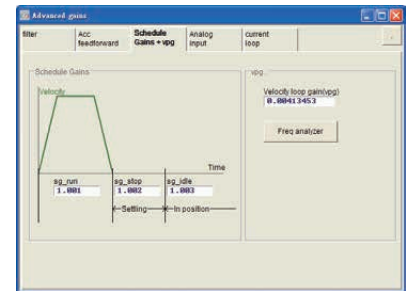 Advanced gains
filter
Acc feedforward
Schedule Gains + vpg
Analog input
current loop
Schedule Gains
Velocity
Time
sg_run
1.001
sg_stop
1.002
sg_idle
1.003
Settling
In position
vpg
Velocity loop gain(vpg)
0.00413453
Freq analyzer